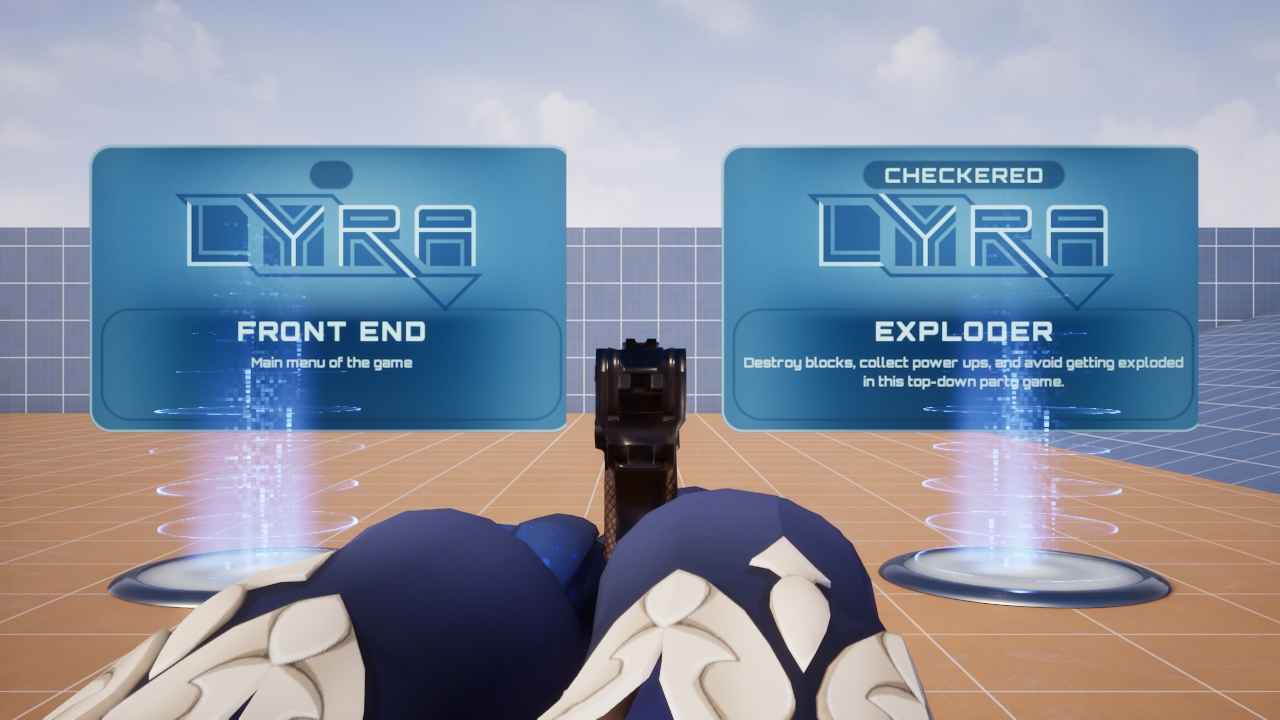 LYRA
FRONT END
Main menu of the game
CHECKERED
LYRA
EXPLODER
Destroy blocks, collect power ups, and avoid getting exploded
in this top-down party game.